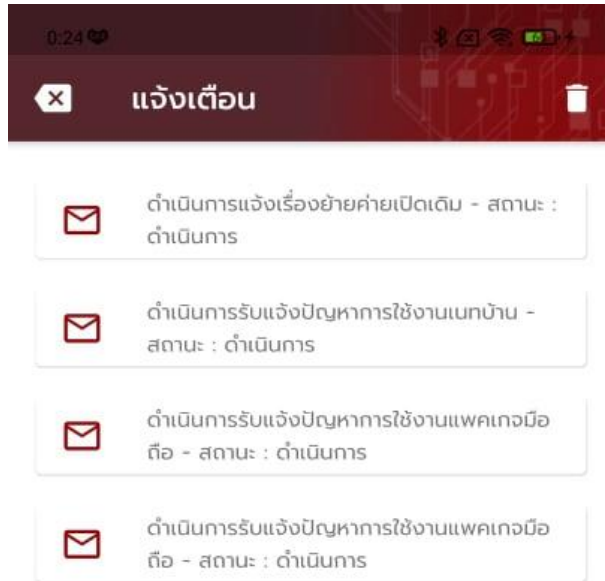 0:24
แจ้งเตือน
ดำเนินการแจ้งเรื่องย้ายค่ายเปิดเดิม - สถานะ :
ดำเนินการ
ดำเนินการรับแจ้งปัญหาการใช้งานเนทบ้าน -
สถานะ : ดำเนินการ
ดำเนินการรับแจ้งปัญหาการใช้งานแพคเกจมือ
ถือ - สถานะ : ดำเนินการ
ดำเนินการรับแจ้งปัญหาการใช้งานแพคเกจมือ
ถือ - สถานะ : ดำเนินการ